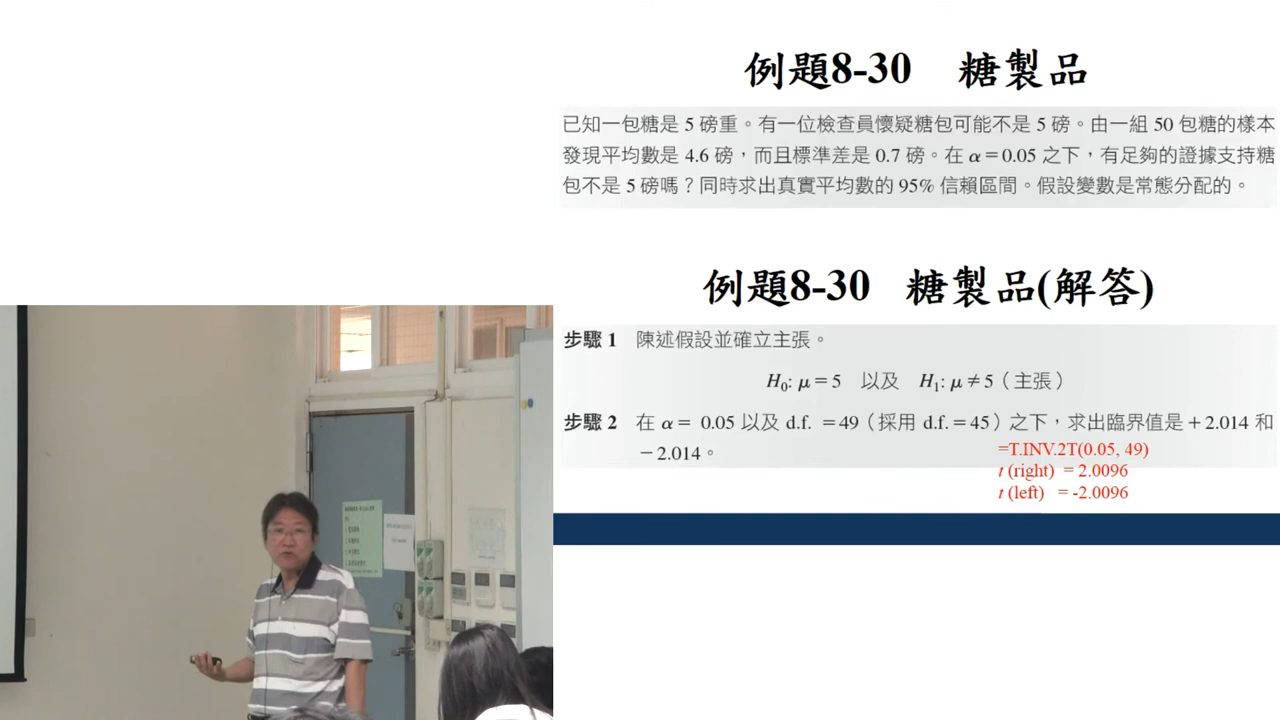 例題8-30 糖製品
已知一包糖是 5 磅重。有一位檢查員懷疑糖包可能不是 5 磅。由一組 50 包糖的樣本
發現平均數是 4.6 磅，而且標準差是 0.7 磅。在 α＝0.05 之下，有足夠的證據支持糖
包不是 5 磅嗎？同時求出真實平均數的 95% 信賴區間。假設變數是常態分配的。
例題8-30 糖製品(解答)
步驟 1 陳述假設並確立主張。
H₀: μ＝5 以及 H₁: μ≠5（主張）
步驟 2 在 α＝ 0.05 以及 d.f. ＝49（採用 d.f.＝45）之下，求出臨界值是＋2.014 和
－2.014。
=T.INV.2T(0.05, 49)
t (right) = 2.0096
t (left) = -2.0096